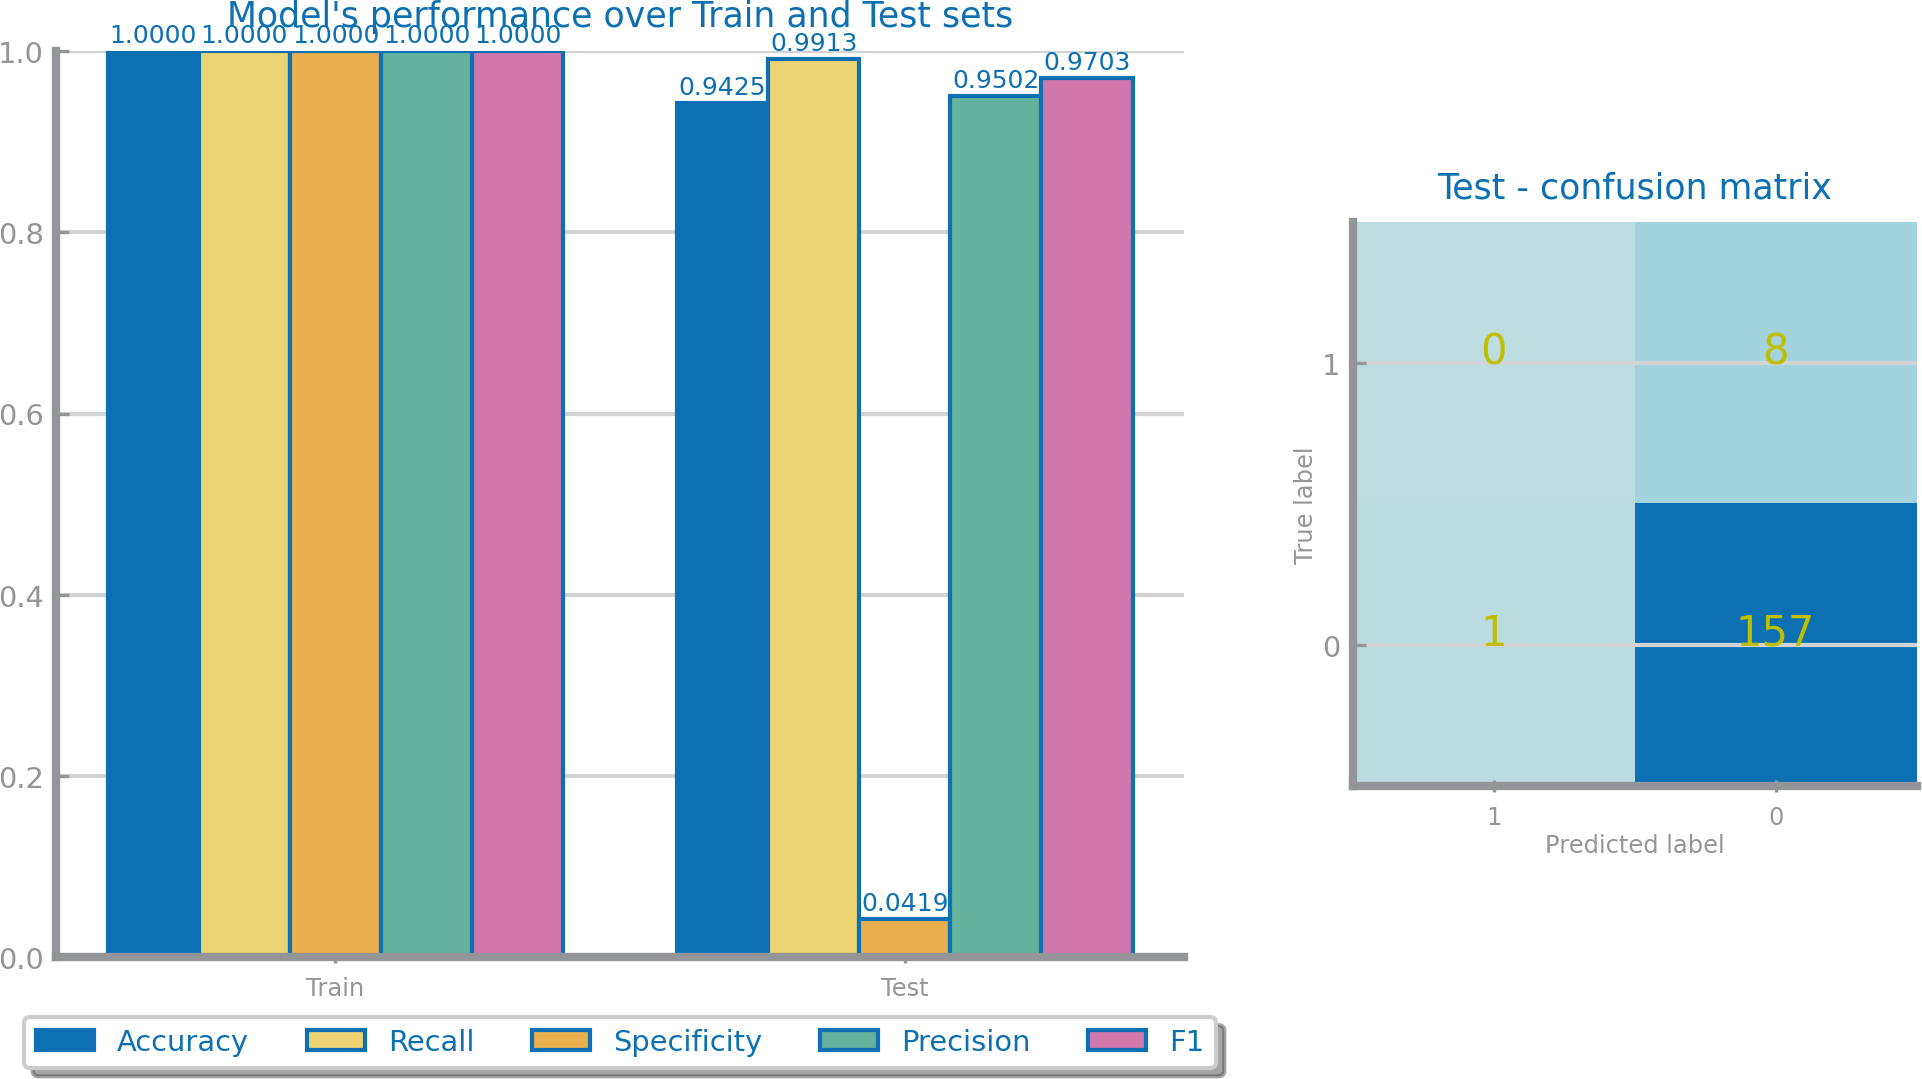 Model's performance over Train and Test sets
1.0000 1.0000 1.0000 1.0000 1.0000
0.9425 0.9913 0.0419 0.9502 0.9703
1.0
0.8
0.6
0.4
0.2
0.0
Train Test
Accuracy Recall Specificity Precision F1
Test - confusion matrix
True label
1 0 8
0 1 157
1 0
Predicted label